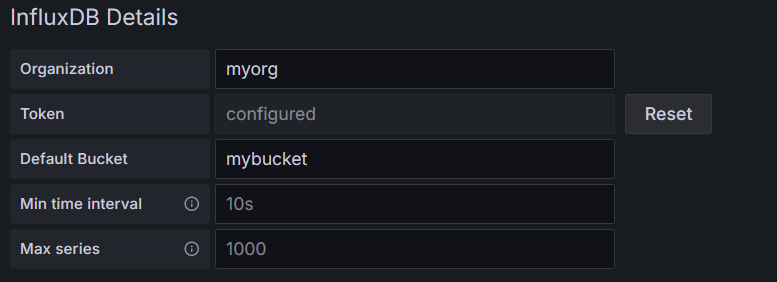 InfluxDB Details
Organization myorg
Token configured Reset
Default Bucket mybucket
Min time interval 10s
Max series 1000